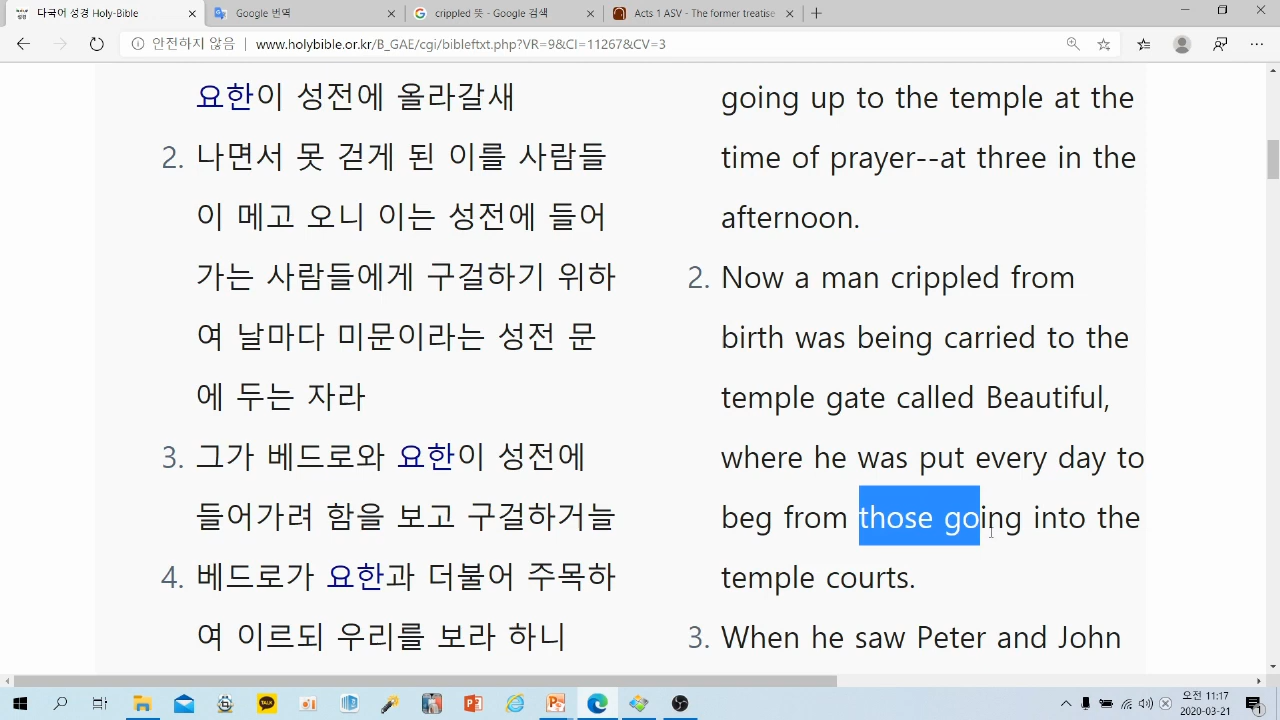 다국어 성경 Holy-Bible
Google 번역
crippled 뜻 - Google 검색
Acts 1 ASV - The former treatise
안전하지 않음
www.holybible.or.kr/B_GAE/cgi/bibleftxt.php?VR=9&CI=11267&CV=3
요한이 성전에 올라갈새
2. 나면서 못 걷게 된 이를 사람들
이 메고 오니 이는 성전에 들어
가는 사람들에게 구걸하기 위하
여 날마다 미문이라는 성전 문
에 두는 자라
3. 그가 베드로와 요한이 성전에
들어가려 함을 보고 구걸하거늘
4. 베드로가 요한과 더불어 주목하
여 이르되 우리를 보라 하니
going up to the temple at the
time of prayer--at three in the
afternoon.
2. Now a man crippled from
birth was being carried to the
temple gate called Beautiful,
where he was put every day to
beg from those going into the
temple courts.
3. When he saw Peter and John
TALK
오전 11:17
2020-03-21
1